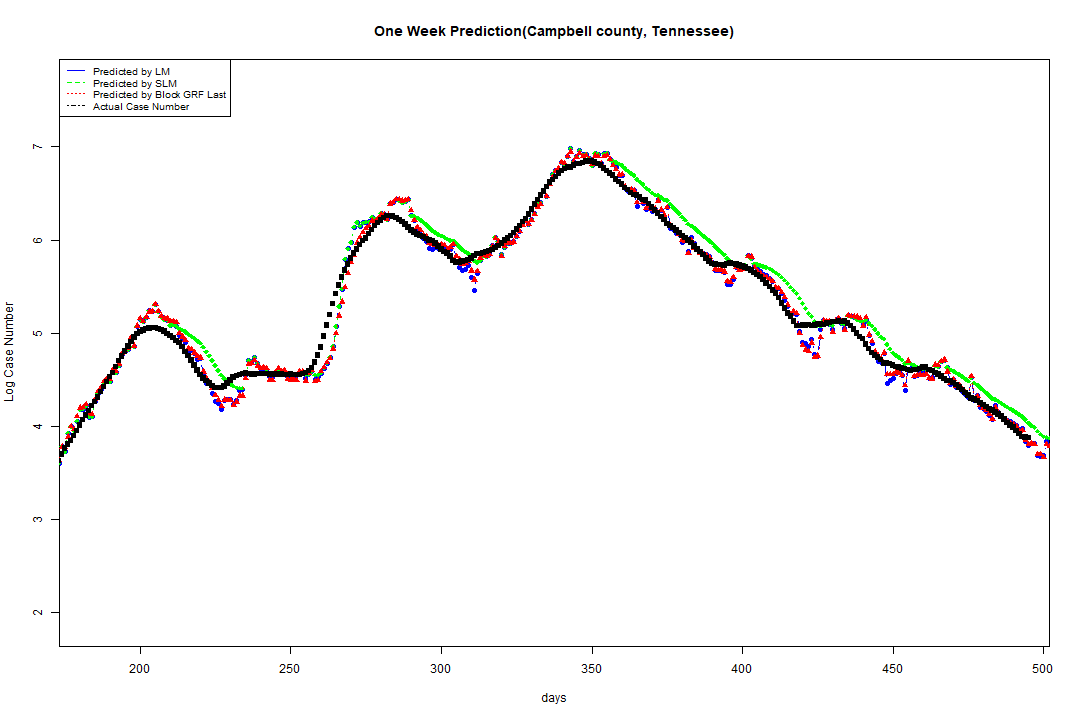 One Week Prediction(Campbell county, Tennessee)
Predicted by LM
Predicted by SLM
Predicted by Block GRF Last
Actual Case Number
7
6
5
4
3
2
Log Case Number
200 250 300 350 400 450 500
days